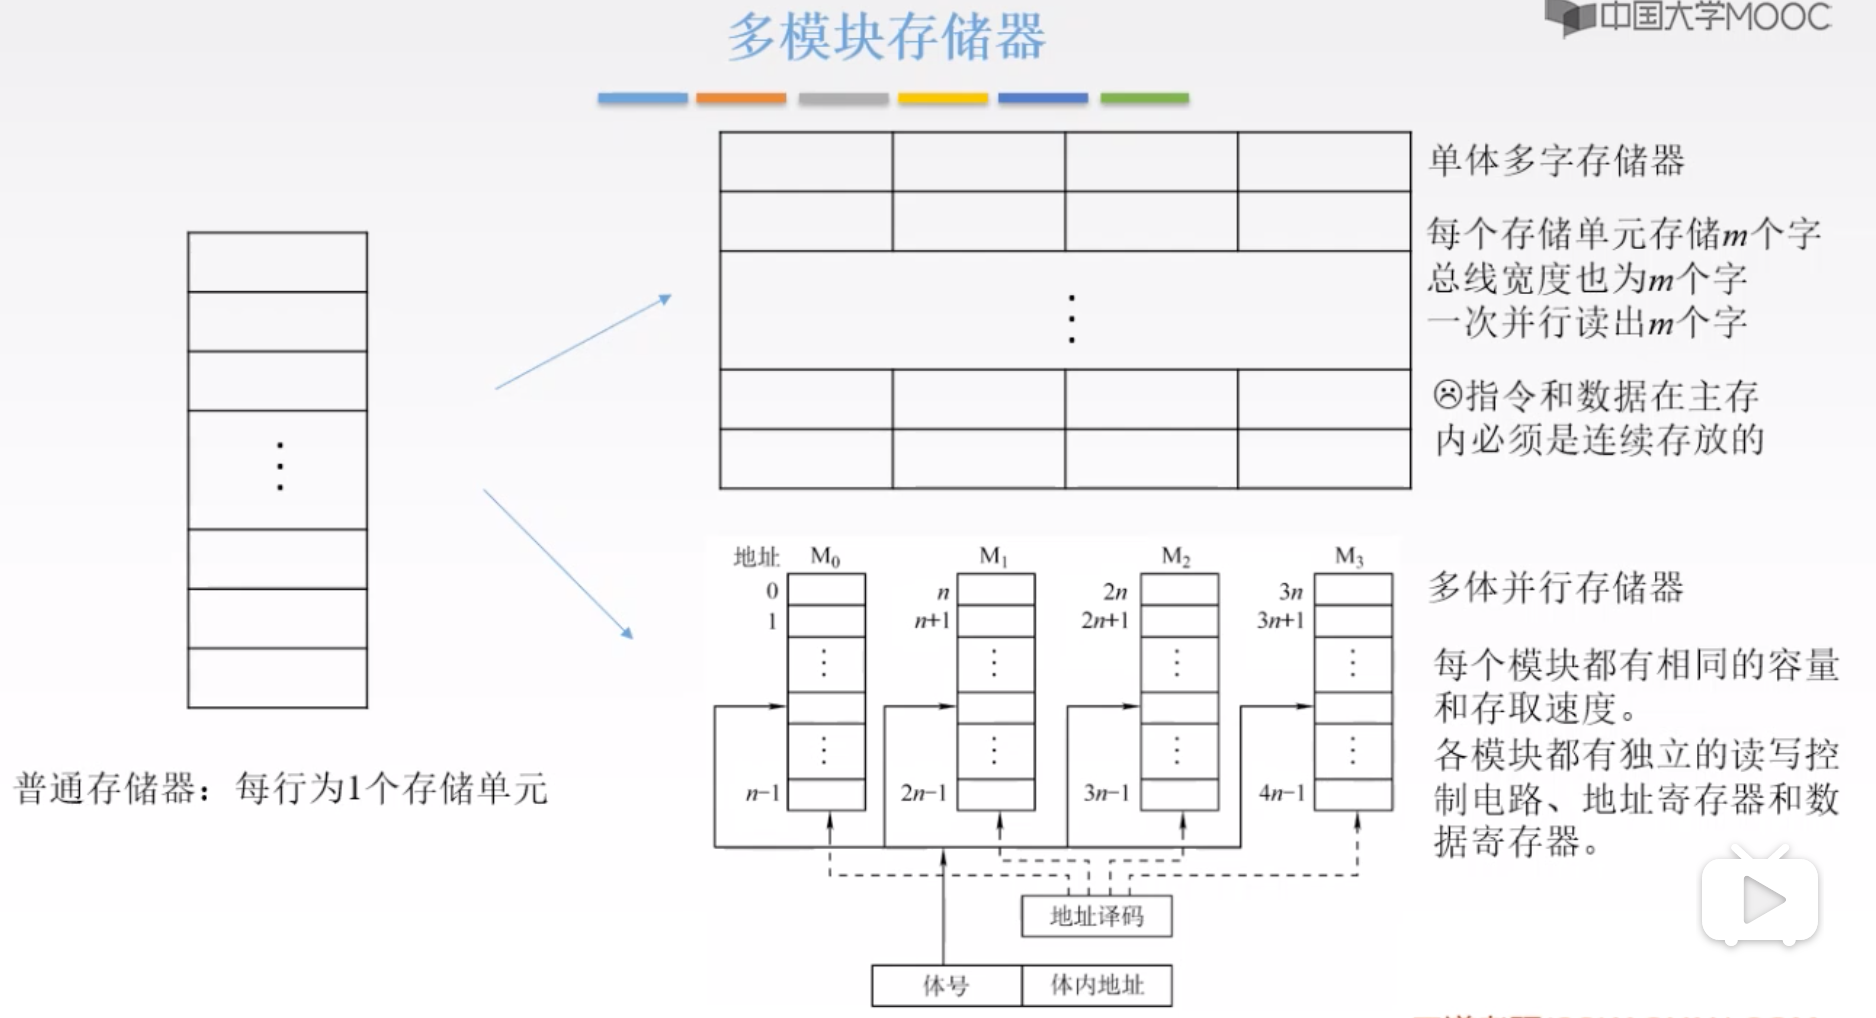 多模块存储器
中国大学MOOC
单体多字存储器
每个存储单元存储m个字
总线宽度也为m个字
一次并行读出m个字
☹指令和数据在主存
内必须是连续存放的
普通存储器：每行为1个存储单元
地址 M₀ M₁ M₂ M₃
0 n 2n 3n
1 n+1 2n+1 3n+1
n−1 2n−1 3n−1 4n−1
地址译码
体号 体内地址
多体并行存储器
每个模块都有相同的容量
和存取速度。
各模块都有独立的读写控
制电路、地址寄存器和数
据寄存器。